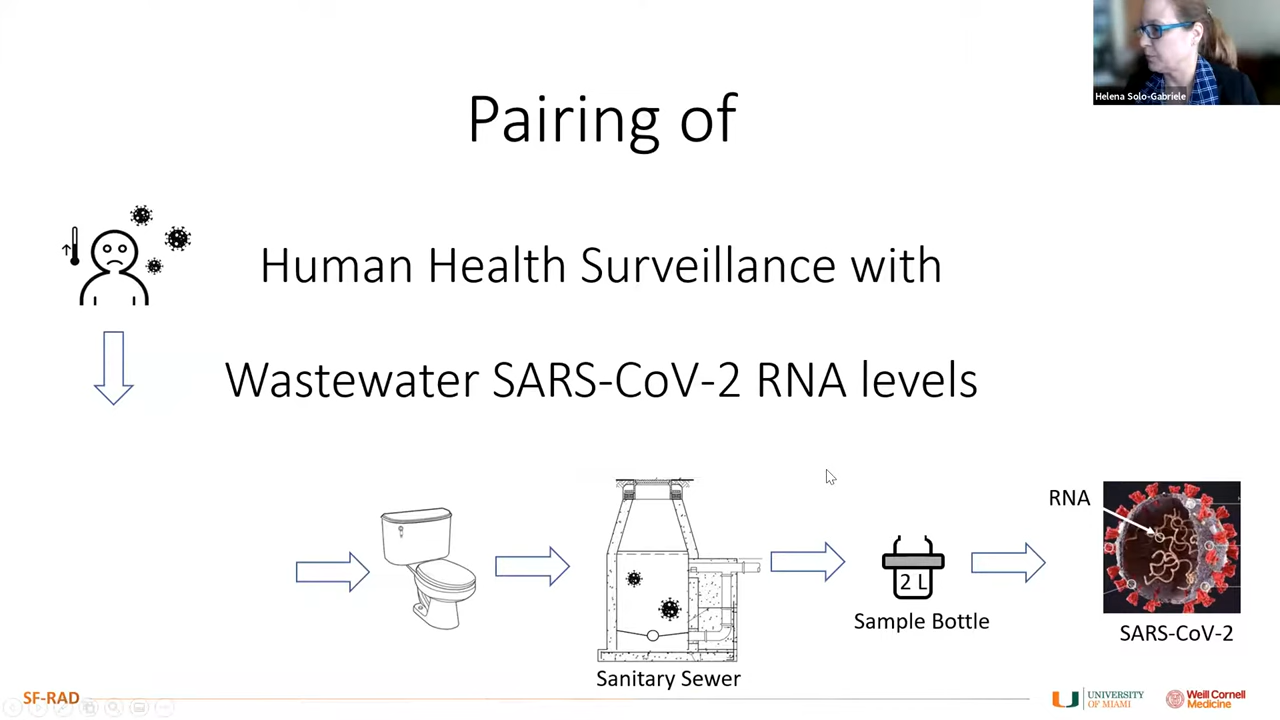 Helena Solo-Gabriele
Pairing of
Human Health Surveillance with
Wastewater SARS-CoV-2 RNA levels
RNA
2 L
Sample Bottle
SARS-CoV-2
Sanitary Sewer
SF-RAD
UNIVERSITY
OF MIAMI
Weill Cornell
Medicine